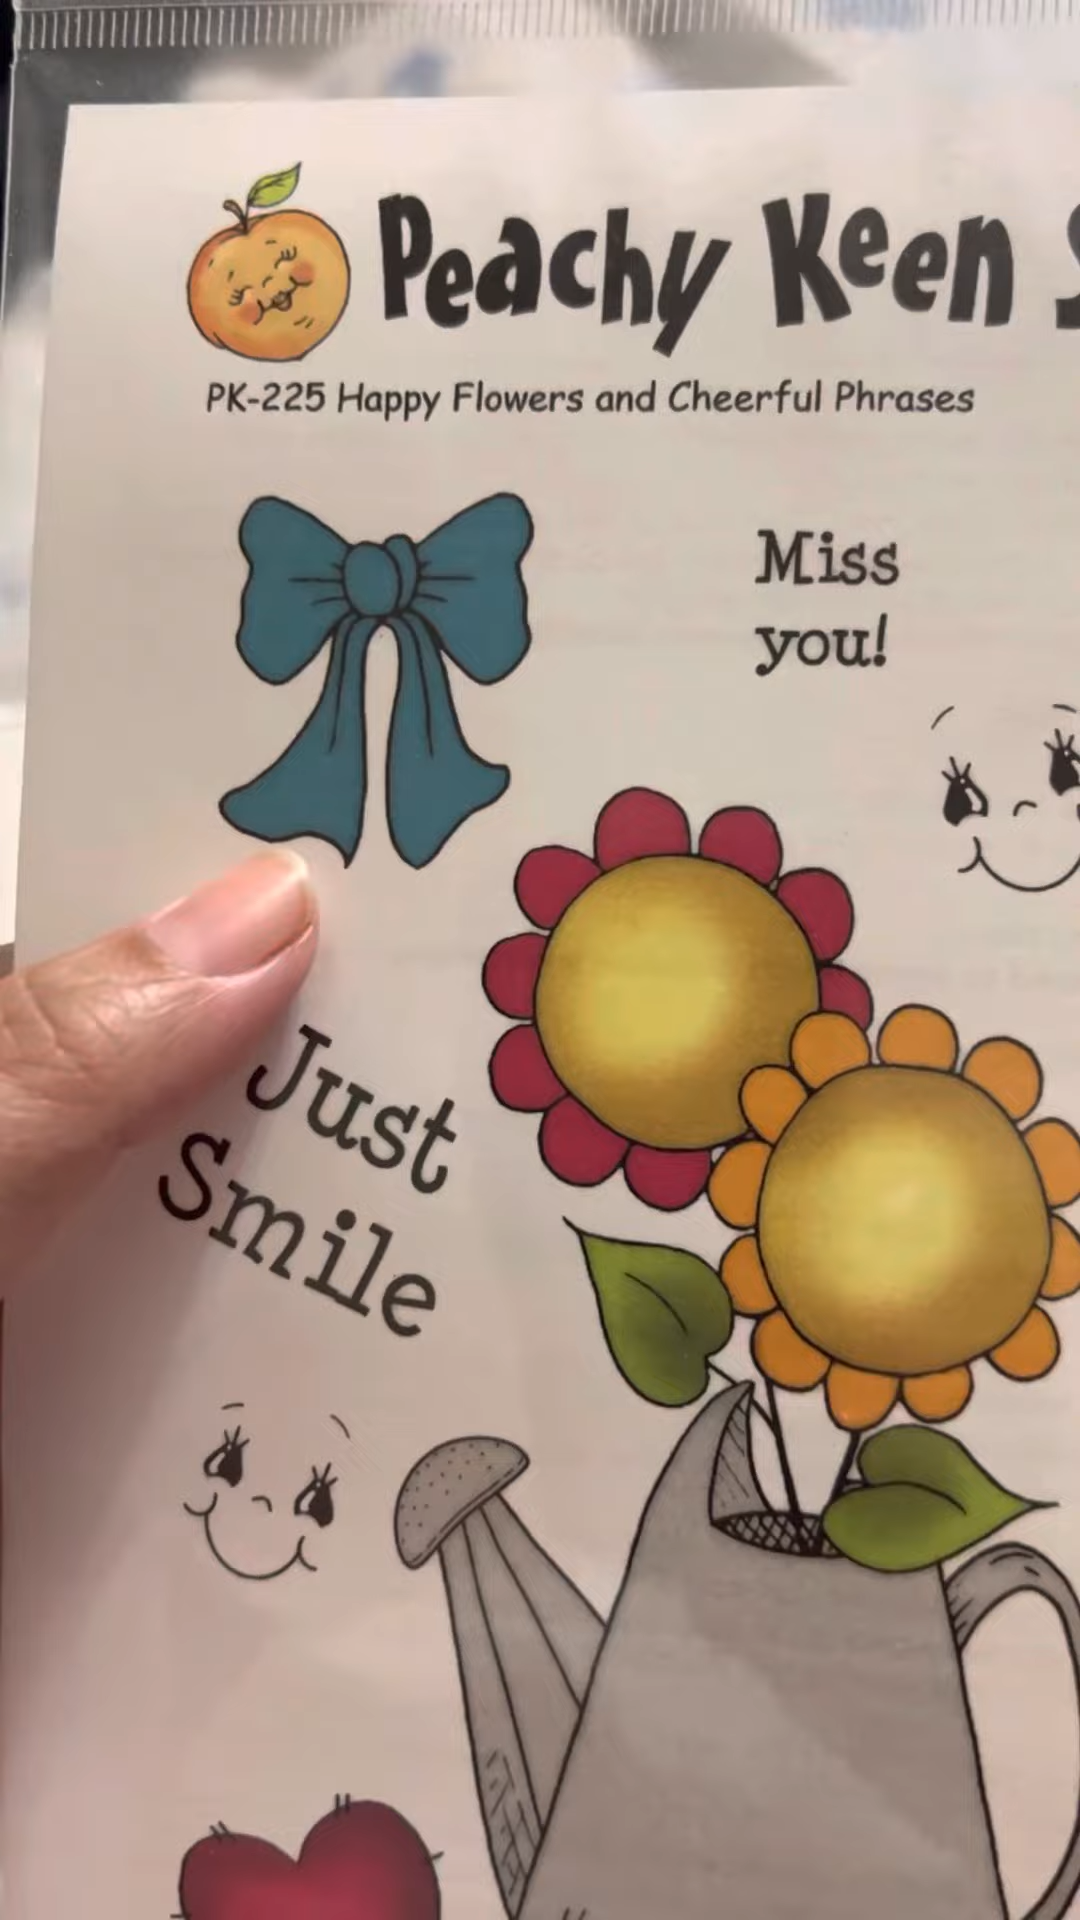 Peachy Keen
PK-225 Happy Flowers and Cheerful Phrases
Miss
you!
Just
Smile